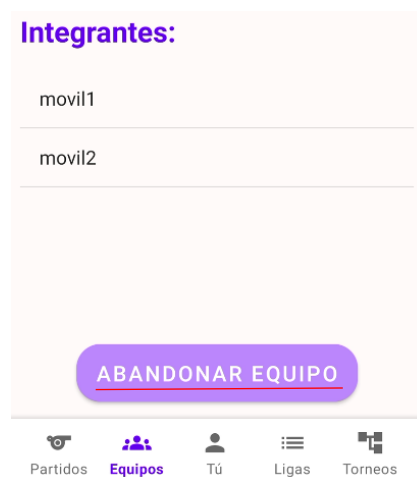 Integrantes:
movil1
movil2
ABANDONAR EQUIPO
Partidos Equipos Tú Ligas Torneos